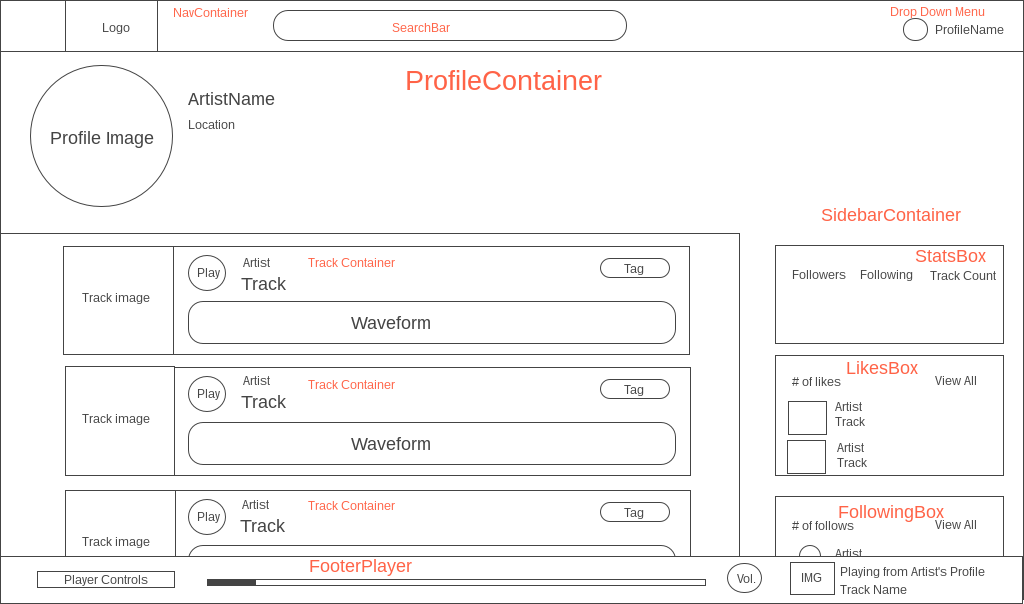 NavContainer
Drop Down Menu
Logo
SearchBar
ProfileName
ProfileContainer
ArtistName
Location
Profile Image
SidebarContainer
Artist
Track Container
Play
Tag
Track
Track image
Waveform
StatsBox
Followers
Following
Track Count
Artist
Track Container
Play
Tag
Track
Track image
Waveform
LikesBox
# of likes
View All
Artist
Track
Artist
Track
Artist
Track Container
Play
Tag
Track
Track image
FollowingBox
# of follows
View All
Artist
FooterPlayer
Player Controls
Vol.
IMG
Playing from Artist's Profile
Track Name